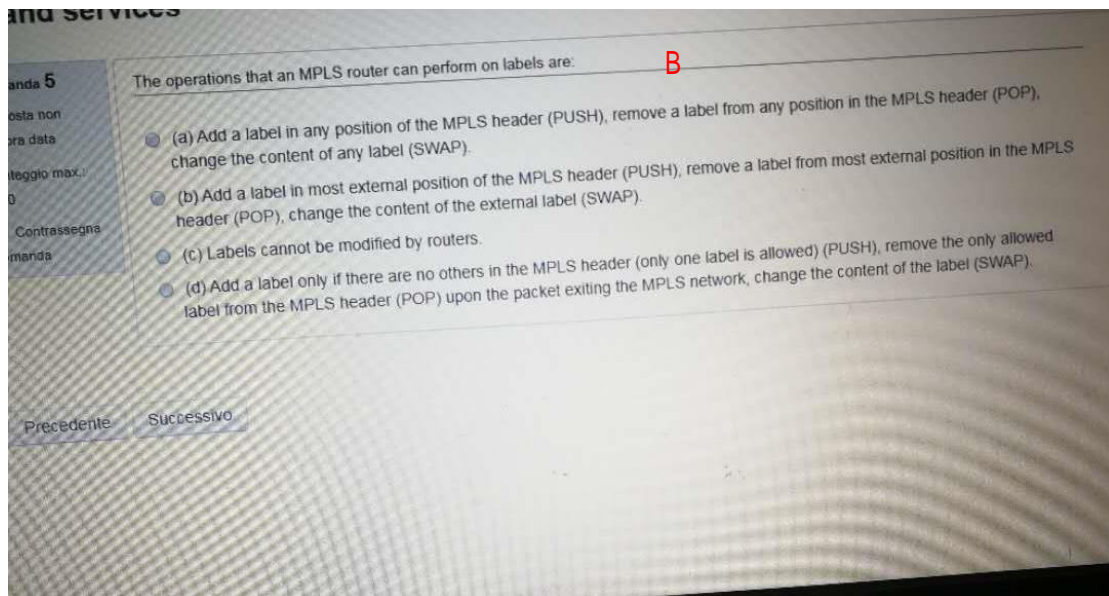 and services
anda 5
osta non
ora data
teggio max.:
0
Contrassegna
manda
The operations that an MPLS router can perform on labels are:
B
(a) Add a label in any position of the MPLS header (PUSH), remove a label from any position in the MPLS header (POP),
change the content of any label (SWAP).
(b) Add a label in most external position of the MPLS header (PUSH), remove a label from most external position in the MPLS
header (POP), change the content of the external label (SWAP).
(c) Labels cannot be modified by routers.
(d) Add a label only if there are no others in the MPLS header (only one label is allowed) (PUSH), remove the only allowed
label from the MPLS header (POP) upon the packet exiting the MPLS network, change the content of the label (SWAP).
Precedente
Successivo